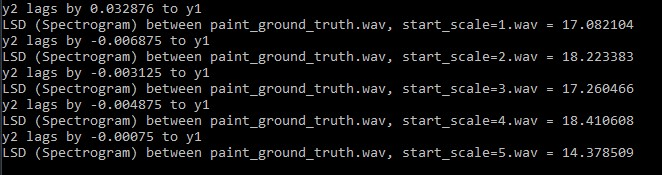 y2 lags by 0.032876 to y1
LSD (Spectrogram) between paint_ground_truth.wav, start_scale=1.wav = 17.082104
y2 lags by -0.006875 to y1
LSD (Spectrogram) between paint_ground_truth.wav, start_scale=2.wav = 18.223383
y2 lags by -0.003125 to y1
LSD (Spectrogram) between paint_ground_truth.wav, start_scale=3.wav = 17.260466
y2 lags by -0.004875 to y1
LSD (Spectrogram) between paint_ground_truth.wav, start_scale=4.wav = 18.410608
y2 lags by -0.00075 to y1
LSD (Spectrogram) between paint_ground_truth.wav, start_scale=5.wav = 14.378509